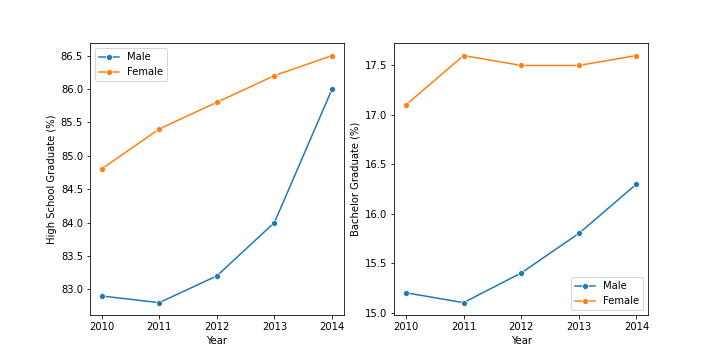 High School Graduate (%)
86.5
86.0
85.5
85.0
84.5
84.0
83.5
83.0
Male
Female
2010 2011 2012 2013 2014
Year
Bachelor Graduate (%)
17.5
17.0
16.5
16.0
15.5
15.0
Male
Female
2010 2011 2012 2013 2014
Year